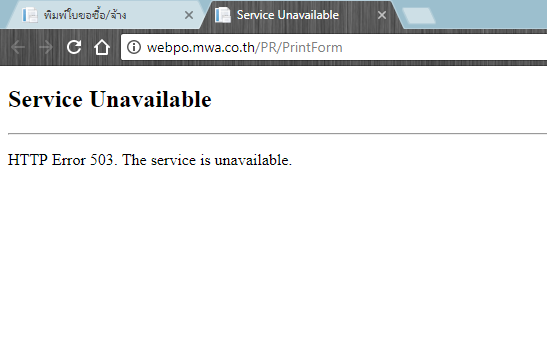 พิมพ์ใบขอซื้อ/จ้าง
Service Unavailable
webpo.mwa.co.th/PR/PrintForm
Service Unavailable
HTTP Error 503. The service is unavailable.